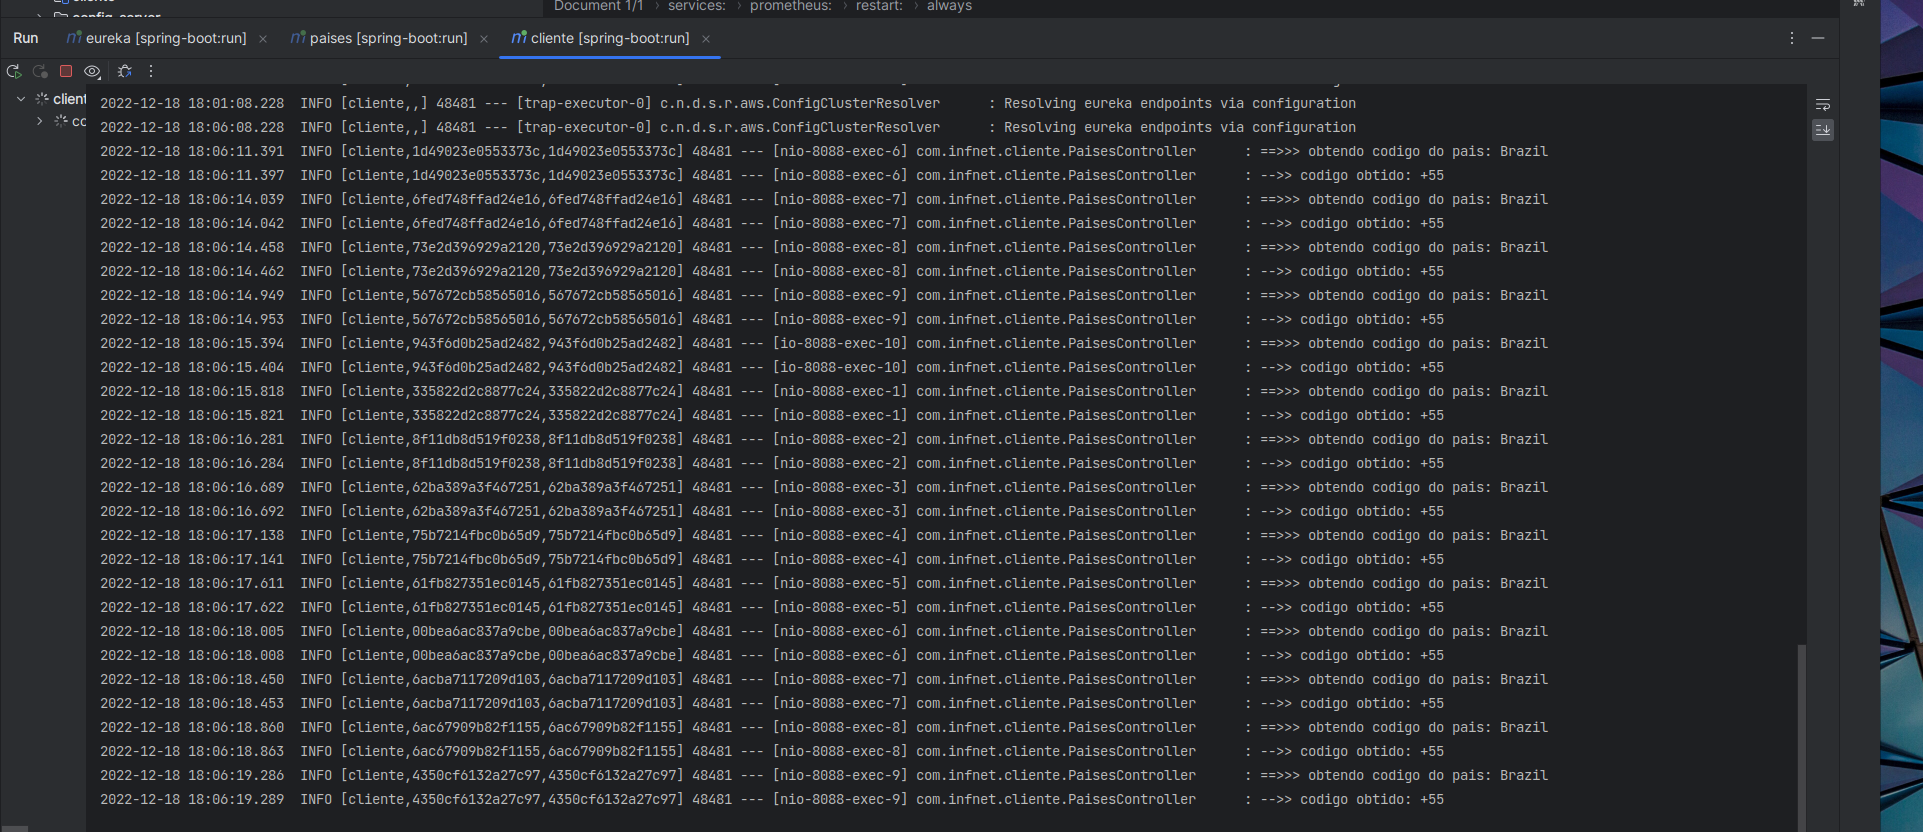 cliente
config_server
Document 1/1 › services: › prometheus: › restart: › always
Run eureka [spring-boot:run] × paises [spring-boot:run] × cliente [spring-boot:run] ×
client
co
2022-12-18 18:01:08.228 INFO [cliente,,] 48481 --- [trap-executor-0] c.n.d.s.r.aws.ConfigClusterResolver : Resolving eureka endpoints via configuration
2022-12-18 18:06:08.228 INFO [cliente,,] 48481 --- [trap-executor-0] c.n.d.s.r.aws.ConfigClusterResolver : Resolving eureka endpoints via configuration
2022-12-18 18:06:11.391 INFO [cliente,1d49023e0553373c,1d49023e0553373c] 48481 --- [nio-8088-exec-6] com.infnet.cliente.PaisesController : ==>>> obtendo codigo do pais: Brazil
2022-12-18 18:06:11.397 INFO [cliente,1d49023e0553373c,1d49023e0553373c] 48481 --- [nio-8088-exec-6] com.infnet.cliente.PaisesController : -->> codigo obtido: +55
2022-12-18 18:06:14.039 INFO [cliente,6fed748ffad24e16,6fed748ffad24e16] 48481 --- [nio-8088-exec-7] com.infnet.cliente.PaisesController : ==>>> obtendo codigo do pais: Brazil
2022-12-18 18:06:14.042 INFO [cliente,6fed748ffad24e16,6fed748ffad24e16] 48481 --- [nio-8088-exec-7] com.infnet.cliente.PaisesController : -->> codigo obtido: +55
2022-12-18 18:06:14.458 INFO [cliente,73e2d396929a2120,73e2d396929a2120] 48481 --- [nio-8088-exec-8] com.infnet.cliente.PaisesController : ==>>> obtendo codigo do pais: Brazil
2022-12-18 18:06:14.462 INFO [cliente,73e2d396929a2120,73e2d396929a2120] 48481 --- [nio-8088-exec-8] com.infnet.cliente.PaisesController : -->> codigo obtido: +55
2022-12-18 18:06:14.949 INFO [cliente,567672cb58565016,567672cb58565016] 48481 --- [nio-8088-exec-9] com.infnet.cliente.PaisesController : ==>>> obtendo codigo do pais: Brazil
2022-12-18 18:06:14.953 INFO [cliente,567672cb58565016,567672cb58565016] 48481 --- [nio-8088-exec-9] com.infnet.cliente.PaisesController : -->> codigo obtido: +55
2022-12-18 18:06:15.394 INFO [cliente,943f6d0b25ad2482,943f6d0b25ad2482] 48481 --- [io-8088-exec-10] com.infnet.cliente.PaisesController : ==>>> obtendo codigo do pais: Brazil
2022-12-18 18:06:15.404 INFO [cliente,943f6d0b25ad2482,943f6d0b25ad2482] 48481 --- [io-8088-exec-10] com.infnet.cliente.PaisesController : -->> codigo obtido: +55
2022-12-18 18:06:15.818 INFO [cliente,335822d2c8877c24,335822d2c8877c24] 48481 --- [nio-8088-exec-1] com.infnet.cliente.PaisesController : ==>>> obtendo codigo do pais: Brazil
2022-12-18 18:06:15.821 INFO [cliente,335822d2c8877c24,335822d2c8877c24] 48481 --- [nio-8088-exec-1] com.infnet.cliente.PaisesController : -->> codigo obtido: +55
2022-12-18 18:06:16.281 INFO [cliente,8f11db8d519f0238,8f11db8d519f0238] 48481 --- [nio-8088-exec-2] com.infnet.cliente.PaisesController : ==>>> obtendo codigo do pais: Brazil
2022-12-18 18:06:16.284 INFO [cliente,8f11db8d519f0238,8f11db8d519f0238] 48481 --- [nio-8088-exec-2] com.infnet.cliente.PaisesController : -->> codigo obtido: +55
2022-12-18 18:06:16.689 INFO [cliente,62ba389a3f467251,62ba389a3f467251] 48481 --- [nio-8088-exec-3] com.infnet.cliente.PaisesController : ==>>> obtendo codigo do pais: Brazil
2022-12-18 18:06:16.692 INFO [cliente,62ba389a3f467251,62ba389a3f467251] 48481 --- [nio-8088-exec-3] com.infnet.cliente.PaisesController : -->> codigo obtido: +55
2022-12-18 18:06:17.138 INFO [cliente,75b7214fbc0b65d9,75b7214fbc0b65d9] 48481 --- [nio-8088-exec-4] com.infnet.cliente.PaisesController : ==>>> obtendo codigo do pais: Brazil
2022-12-18 18:06:17.141 INFO [cliente,75b7214fbc0b65d9,75b7214fbc0b65d9] 48481 --- [nio-8088-exec-4] com.infnet.cliente.PaisesController : -->> codigo obtido: +55
2022-12-18 18:06:17.611 INFO [cliente,61fb827351ec0145,61fb827351ec0145] 48481 --- [nio-8088-exec-5] com.infnet.cliente.PaisesController : ==>>> obtendo codigo do pais: Brazil
2022-12-18 18:06:17.622 INFO [cliente,61fb827351ec0145,61fb827351ec0145] 48481 --- [nio-8088-exec-5] com.infnet.cliente.PaisesController : -->> codigo obtido: +55
2022-12-18 18:06:18.005 INFO [cliente,00bea6ac837a9cbe,00bea6ac837a9cbe] 48481 --- [nio-8088-exec-6] com.infnet.cliente.PaisesController : ==>>> obtendo codigo do pais: Brazil
2022-12-18 18:06:18.008 INFO [cliente,00bea6ac837a9cbe,00bea6ac837a9cbe] 48481 --- [nio-8088-exec-6] com.infnet.cliente.PaisesController : -->> codigo obtido: +55
2022-12-18 18:06:18.450 INFO [cliente,6acba7117209d103,6acba7117209d103] 48481 --- [nio-8088-exec-7] com.infnet.cliente.PaisesController : ==>>> obtendo codigo do pais: Brazil
2022-12-18 18:06:18.453 INFO [cliente,6acba7117209d103,6acba7117209d103] 48481 --- [nio-8088-exec-7] com.infnet.cliente.PaisesController : -->> codigo obtido: +55
2022-12-18 18:06:18.860 INFO [cliente,6ac67909b82f1155,6ac67909b82f1155] 48481 --- [nio-8088-exec-8] com.infnet.cliente.PaisesController : ==>>> obtendo codigo do pais: Brazil
2022-12-18 18:06:18.863 INFO [cliente,6ac67909b82f1155,6ac67909b82f1155] 48481 --- [nio-8088-exec-8] com.infnet.cliente.PaisesController : -->> codigo obtido: +55
2022-12-18 18:06:19.286 INFO [cliente,4350cf6132a27c97,4350cf6132a27c97] 48481 --- [nio-8088-exec-9] com.infnet.cliente.PaisesController : ==>>> obtendo codigo do pais: Brazil
2022-12-18 18:06:19.289 INFO [cliente,4350cf6132a27c97,4350cf6132a27c97] 48481 --- [nio-8088-exec-9] com.infnet.cliente.PaisesController : -->> codigo obtido: +55